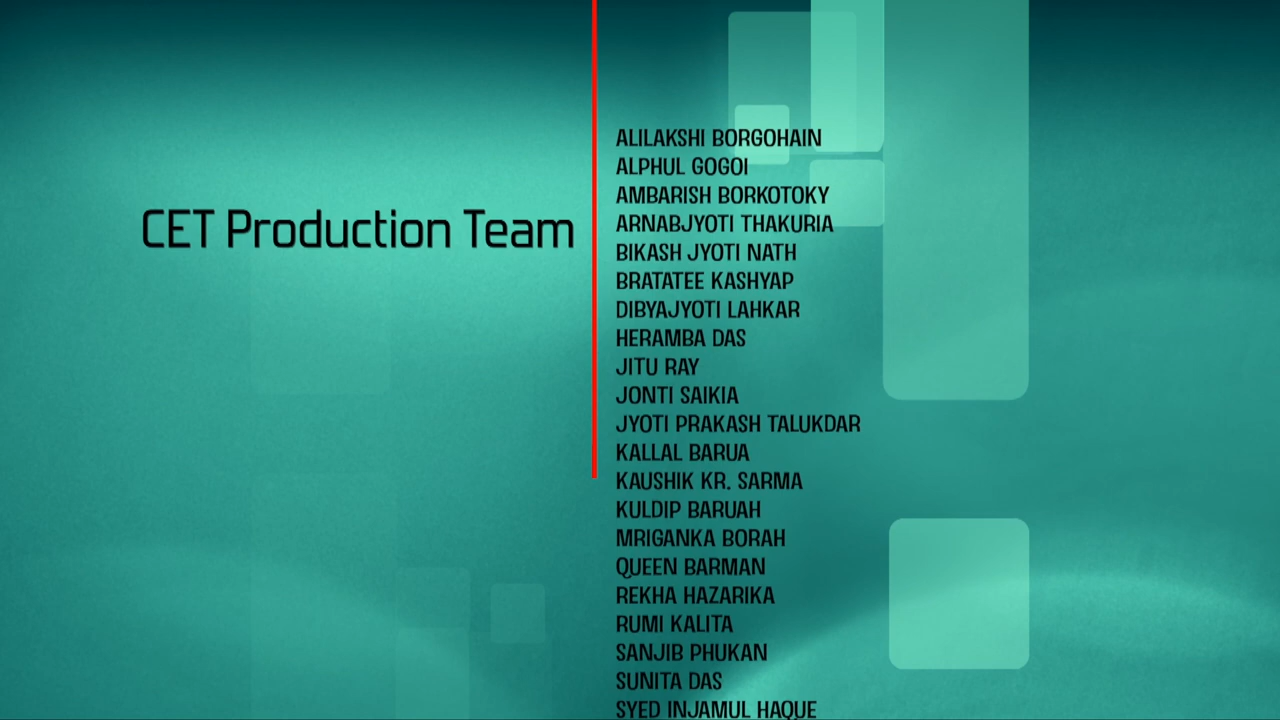 CET Production Team
ALILAKSHI BORGOHAIN
ALPHUL GOGOI
AMBARISH BORKOTOKY
ARNABJYOTI THAKURIA
BIKASH JYOTI NATH
BRATATEE KASHYAP
DIBYAJYOTI LAHKAR
HERAMBA DAS
JITU RAY
JONTI SAIKIA
JYOTI PRAKASH TALUKDAR
KALLAL BARUA
KAUSHIK KR. SARMA
KULDIP BARUAH
MRIGANKA BORAH
QUEEN BARMAN
REKHA HAZARIKA
RUMI KALITA
SANJIB PHUKAN
SUNITA DAS
SYED INJAMUL HAQUE